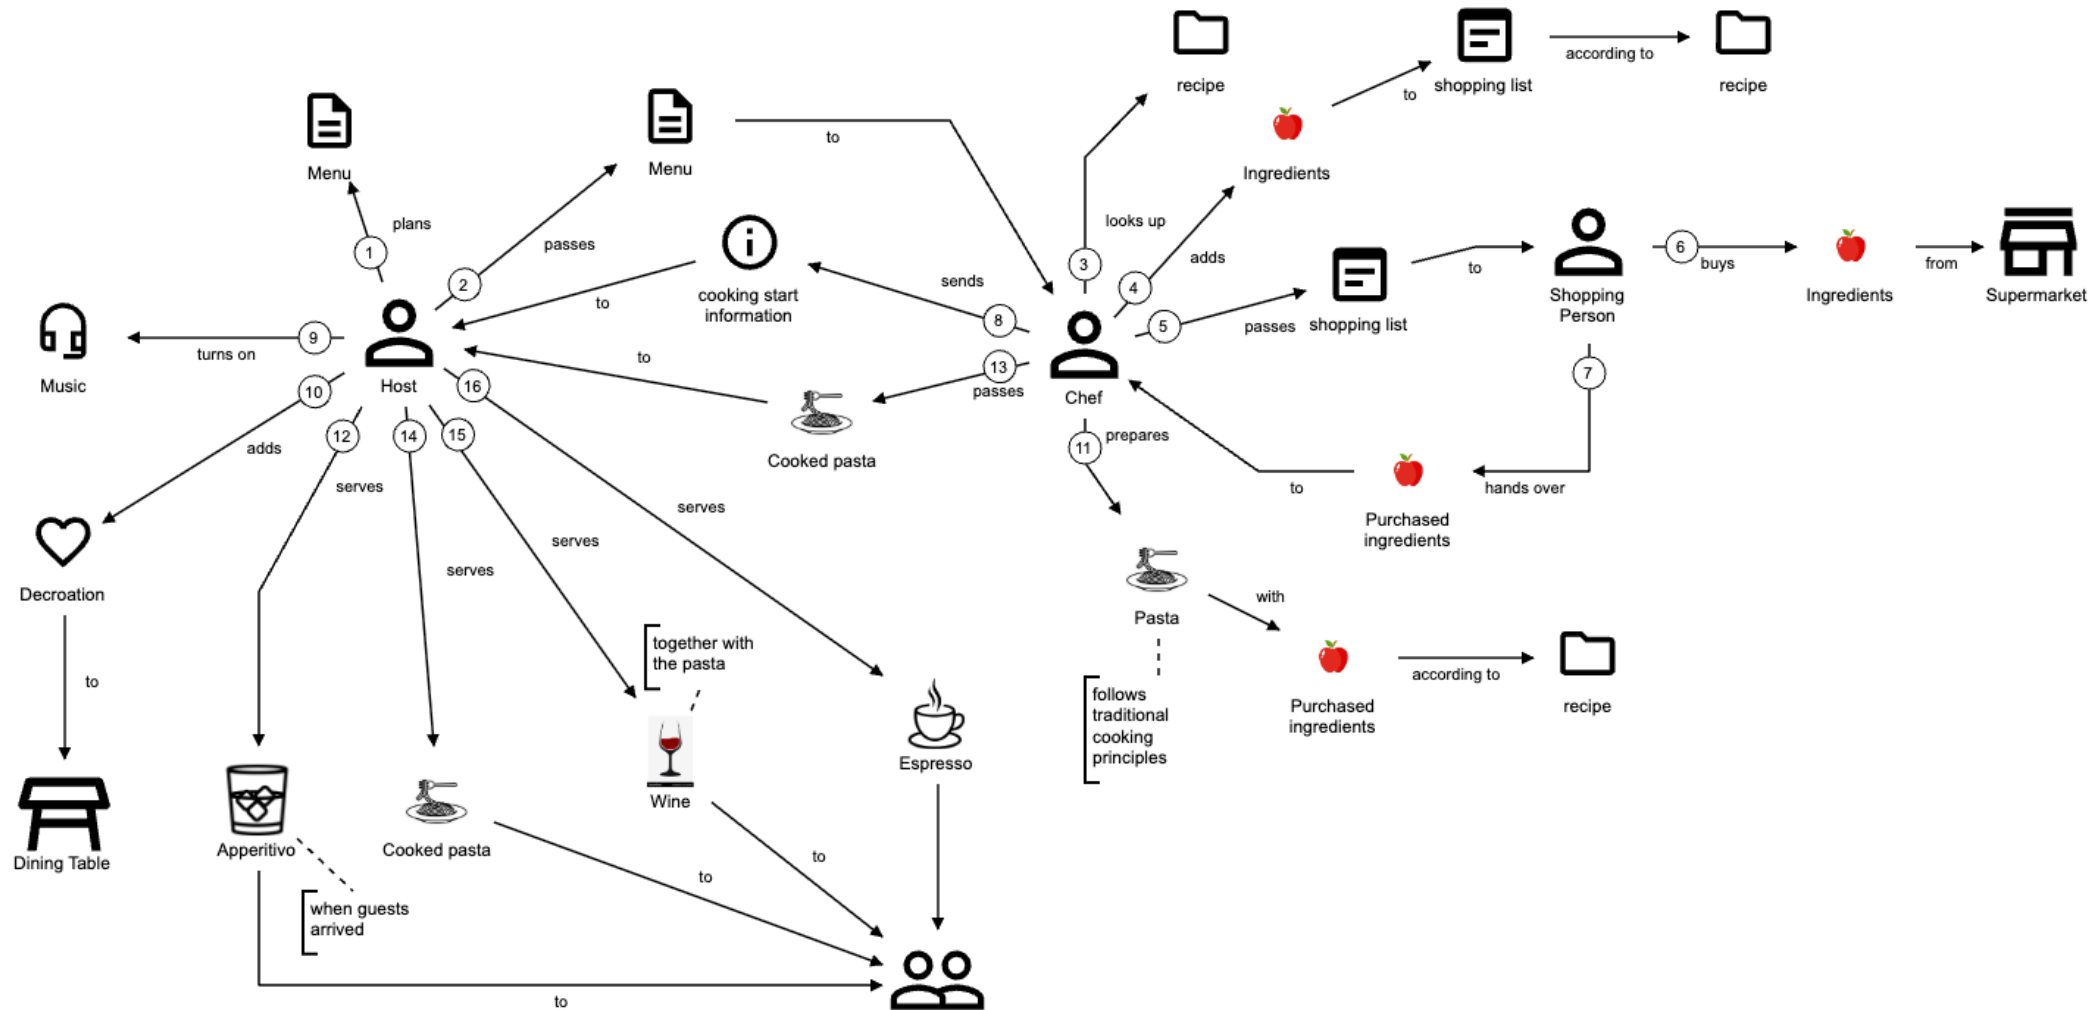 recipe
shopping list
according to
recipe
to
Ingredients
Menu
Menu
to
plans
1
passes
2
looks up
3
adds
4
cooking start
information
to
sends
8
5
passes
shopping list
to
Shopping
Person
6
buys
Ingredients
from
Supermarket
Music
turns on
9
Host
to
13
passes
Chef
7
10
adds
12
14
15
16
serves
serves
serves
serves
Cooked pasta
prepares
11
to
hands over
Purchased
ingredients
Decroation
to
Dining Table
Pasta
with
Purchased
ingredients
according to
recipe
follows
traditional
cooking
principles
together with
the pasta
Wine
Espresso
Apperitivo
Cooked pasta
when guests
arrived
to
to
to